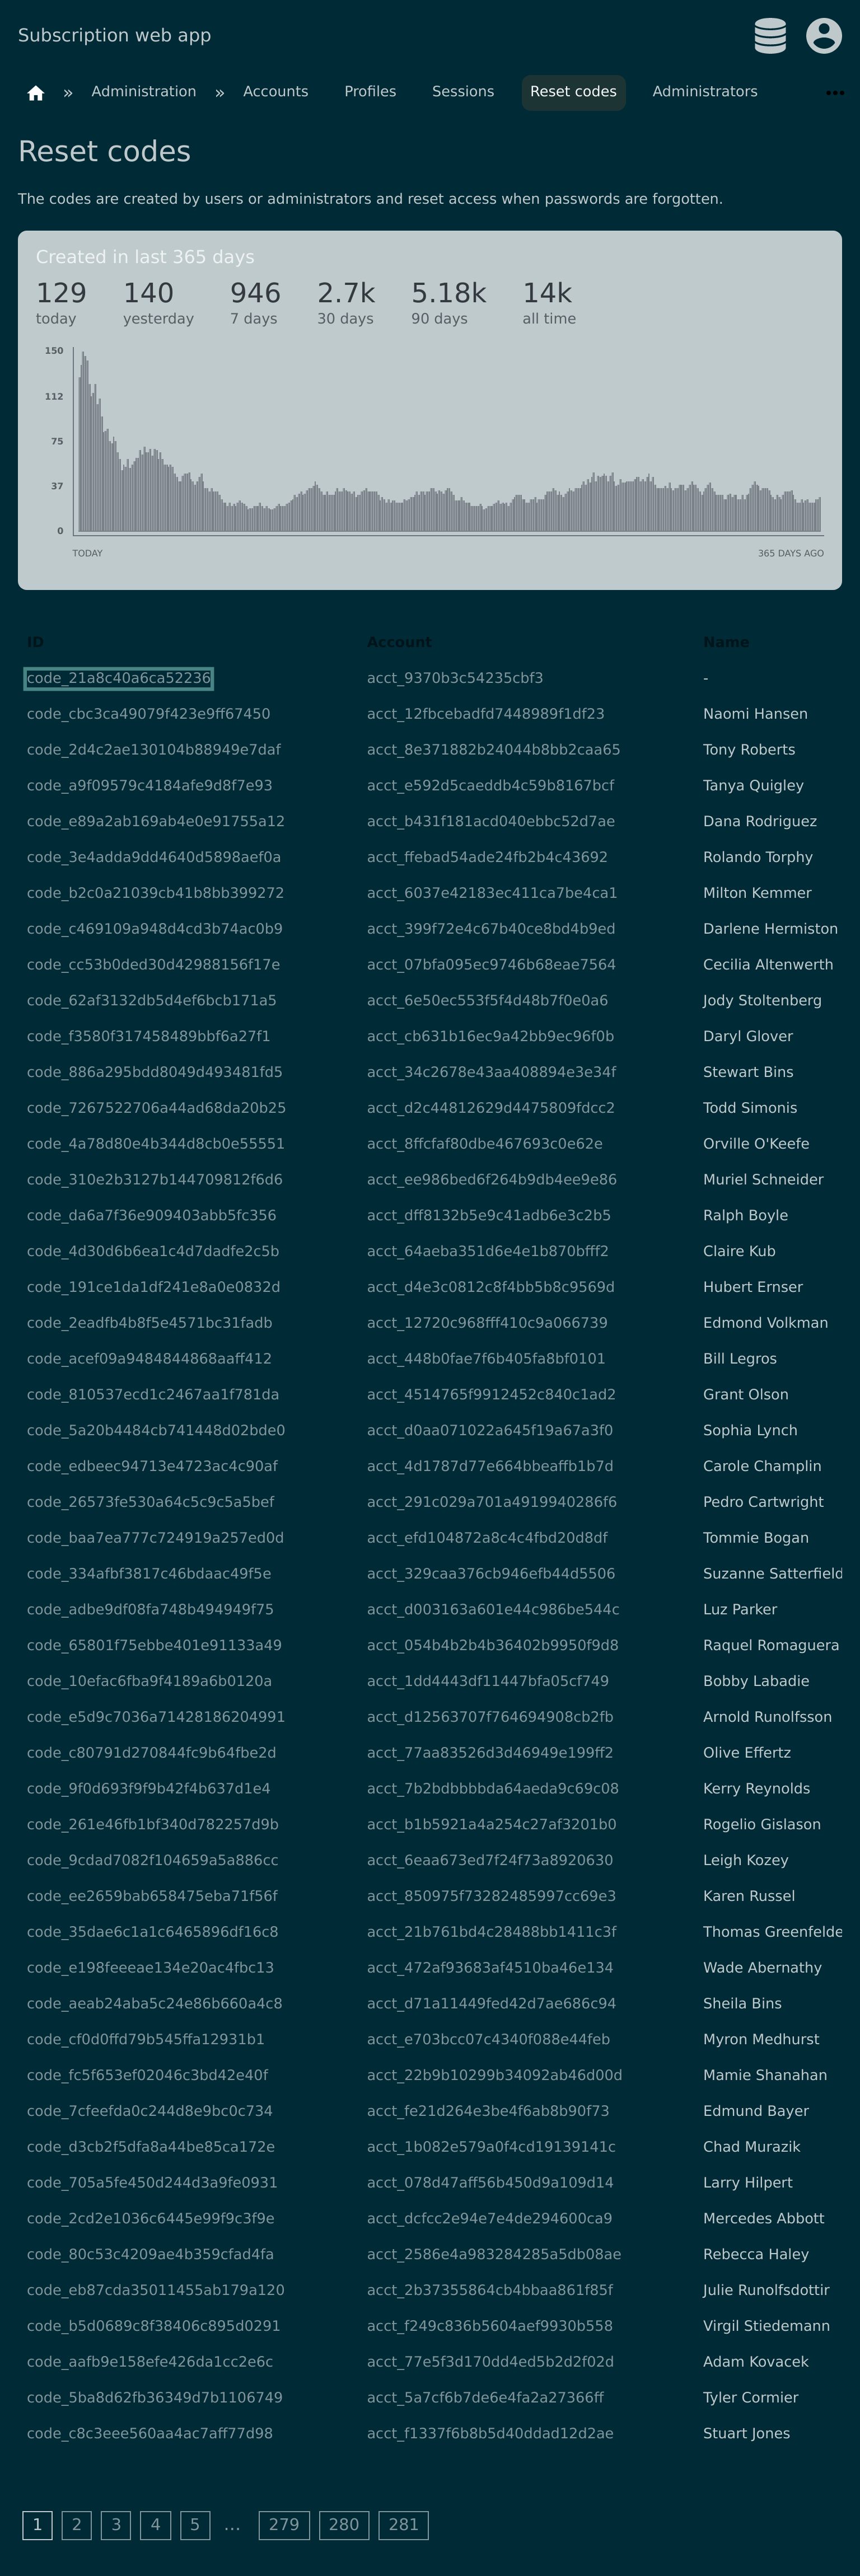 Subscription web app
» Administration » Accounts Profiles Sessions Reset codes Administrators
Reset codes
The codes are created by users or administrators and reset access when passwords are forgotten.
Created in last 365 days
129 140 946 2.7k 5.18k 14k
today yesterday 7 days 30 days 90 days all time
150
112
75
37
0
TODAY 365 DAYS AGO
ID Account Name
code_21a8c40a6ca52236 acct_9370b3c54235cbf3 -
code_cbc3ca49079f423e9ff67450 acct_12fbcebadfd7448989f1df23 Naomi Hansen
code_2d4c2ae130104b88949e7daf acct_8e371882b24044b8bb2caa65 Tony Roberts
code_a9f09579c4184afe9d8f7e93 acct_e592d5caeddb4c59b8167bcf Tanya Quigley
code_e89a2ab169ab4e0e91755a12 acct_b431f181acd040ebbc52d7ae Dana Rodriguez
code_3e4adda9dd4640d5898aef0a acct_ffebad54ade24fb2b4c43692 Rolando Torphy
code_b2c0a21039cb41b8bb399272 acct_6037e42183ec411ca7be4ca1 Milton Kemmer
code_c469109a948d4cd3b74ac0b9 acct_399f72e4c67b40ce8bd4b9ed Darlene Hermiston
code_cc53b0ded30d42988156f17e acct_07bfa095ec9746b68eae7564 Cecilia Altenwerth
code_62af3132db5d4ef6bcb171a5 acct_6e50ec553f5f4d48b7f0e0a6 Jody Stoltenberg
code_f3580f317458489bbf6a27f1 acct_cb631b16ec9a42bb9ec96f0b Daryl Glover
code_886a295bdd8049d493481fd5 acct_34c2678e43aa408894e3e34f Stewart Bins
code_7267522706a44ad68da20b25 acct_d2c44812629d4475809fdcc2 Todd Simonis
code_4a78d80e4b344d8cb0e55551 acct_8ffcfaf80dbe467693c0e62e Orville O'Keefe
code_310e2b3127b144709812f6d6 acct_ee986bed6f264b9db4ee9e86 Muriel Schneider
code_da6a7f36e909403abb5fc356 acct_dff8132b5e9c41adb6e3c2b5 Ralph Boyle
code_4d30d6b6ea1c4d7dadfe2c5b acct_64aeba351d6e4e1b870bfff2 Claire Kub
code_191ce1da1df241e8a0e0832d acct_d4e3c0812c8f4bb5b8c9569d Hubert Ernser
code_2eadfb4b8f5e4571bc31fadb acct_12720c968fff410c9a066739 Edmond Volkman
code_acef09a9484844868aaff412 acct_448b0fae7f6b405fa8bf0101 Bill Legros
code_810537ecd1c2467aa1f781da acct_4514765f9912452c840c1ad2 Grant Olson
code_5a20b4484cb741448d02bde0 acct_d0aa071022a645f19a67a3f0 Sophia Lynch
code_edbeec94713e4723ac4c90af acct_4d1787d77e664bbeaffb1b7d Carole Champlin
code_26573fe530a64c5c9c5a5bef acct_291c029a701a4919940286f6 Pedro Cartwright
code_baa7ea777c724919a257ed0d acct_efd104872a8c4c4fbd20d8df Tommie Bogan
code_334afbf3817c46bdaac49f5e acct_329caa376cb946efb44d5506 Suzanne Satterfield
code_adbe9df08fa748b494949f75 acct_d003163a601e44c986be544c Luz Parker
code_65801f75ebbe401e91133a49 acct_054b4b2b4b36402b9950f9d8 Raquel Romaguera
code_10efac6fba9f4189a6b0120a acct_1dd4443df11447bfa05cf749 Bobby Labadie
code_e5d9c7036a71428186204991 acct_d12563707f764694908cb2fb Arnold Runolfsson
code_c80791d270844fc9b64fbe2d acct_77aa83526d3d46949e199ff2 Olive Effertz
code_9f0d693f9f9b42f4b637d1e4 acct_7b2bdbbbbda64aeda9c69c08 Kerry Reynolds
code_261e46fb1bf340d782257d9b acct_b1b5921a4a254c27af3201b0 Rogelio Gislason
code_9cdad7082f104659a5a886cc acct_6eaa673ed7f24f73a8920630 Leigh Kozey
code_ee2659bab658475eba71f56f acct_850975f73282485997cc69e3 Karen Russel
code_35dae6c1a1c6465896df16c8 acct_21b761bd4c28488bb1411c3f Thomas Greenfelde
code_e198feeeae134e20ac4fbc13 acct_472af93683af4510ba46e134 Wade Abernathy
code_aeab24aba5c24e86b660a4c8 acct_d71a11449fed42d7ae686c94 Sheila Bins
code_cf0d0ffd79b545ffa12931b1 acct_e703bcc07c4340f088e44feb Myron Medhurst
code_fc5f653ef02046c3bd42e40f acct_22b9b10299b34092ab46d00d Mamie Shanahan
code_7cfeefda0c244d8e9bc0c734 acct_fe21d264e3be4f6ab8b90f73 Edmund Bayer
code_d3cb2f5dfa8a44be85ca172e acct_1b082e579a0f4cd19139141c Chad Murazik
code_705a5fe450d244d3a9fe0931 acct_078d47aff56b450d9a109d14 Larry Hilpert
code_2cd2e1036c6445e99f9c3f9e acct_dcfcc2e94e7e4de294600ca9 Mercedes Abbott
code_80c53c4209ae4b359cfad4fa acct_2586e4a983284285a5db08ae Rebecca Haley
code_eb87cda35011455ab179a120 acct_2b37355864cb4bbaa861f85f Julie Runolfsdottir
code_b5d0689c8f38406c895d0291 acct_f249c836b5604aef9930b558 Virgil Stiedemann
code_aafb9e158efe426da1cc2e6c acct_77e5f3d170dd4ed5b2d2f02d Adam Kovacek
code_5ba8d62fb36349d7b1106749 acct_5a7cf6b7de6e4fa2a27366ff Tyler Cormier
code_c8c3eee560aa4ac7aff77d98 acct_f1337f6b8b5d40ddad12d2ae Stuart Jones
1 2 3 4 5 … 279 280 281